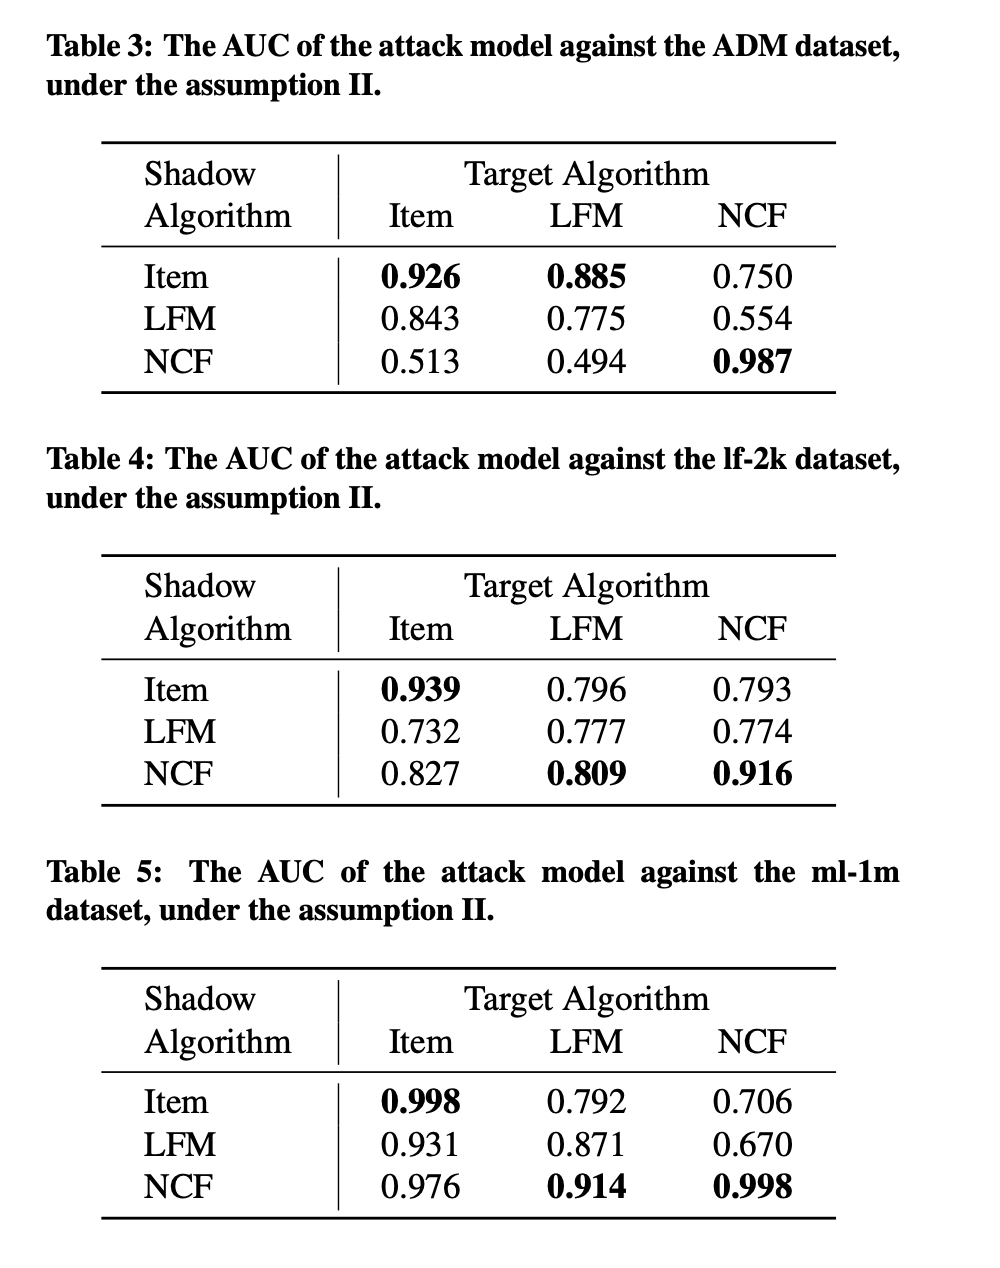 Table 3: The AUC of the attack model against the ADM dataset,
under the assumption II.
Shadow Target Algorithm
Algorithm Item LFM NCF
Item 0.926 0.885 0.750
LFM 0.843 0.775 0.554
NCF 0.513 0.494 0.987
Table 4: The AUC of the attack model against the lf-2k dataset,
under the assumption II.
Shadow Target Algorithm
Algorithm Item LFM NCF
Item 0.939 0.796 0.793
LFM 0.732 0.777 0.774
NCF 0.827 0.809 0.916
Table 5: The AUC of the attack model against the ml-1m
dataset, under the assumption II.
Shadow Target Algorithm
Algorithm Item LFM NCF
Item 0.998 0.792 0.706
LFM 0.931 0.871 0.670
NCF 0.976 0.914 0.998